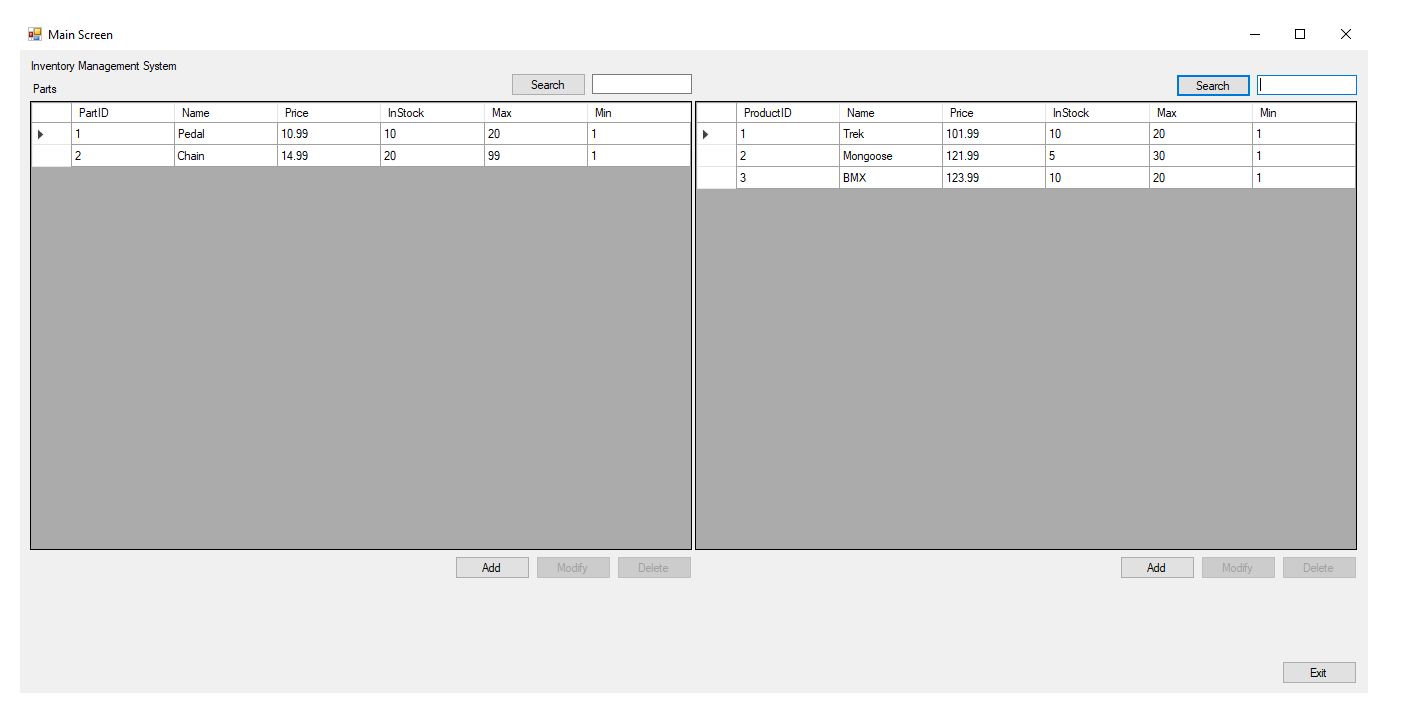 Main Screen
Inventory Management System
Parts
Search
Search
PartID Name Price InStock Max Min
1 Pedal 10.99 10 20 1
2 Chain 14.99 20 99 1
ProductID Name Price InStock Max Min
1 Trek 101.99 10 20 1
2 Mongoose 121.99 5 30 1
3 BMX 123.99 10 20 1
Add Modify Delete
Add Modify Delete
Exit